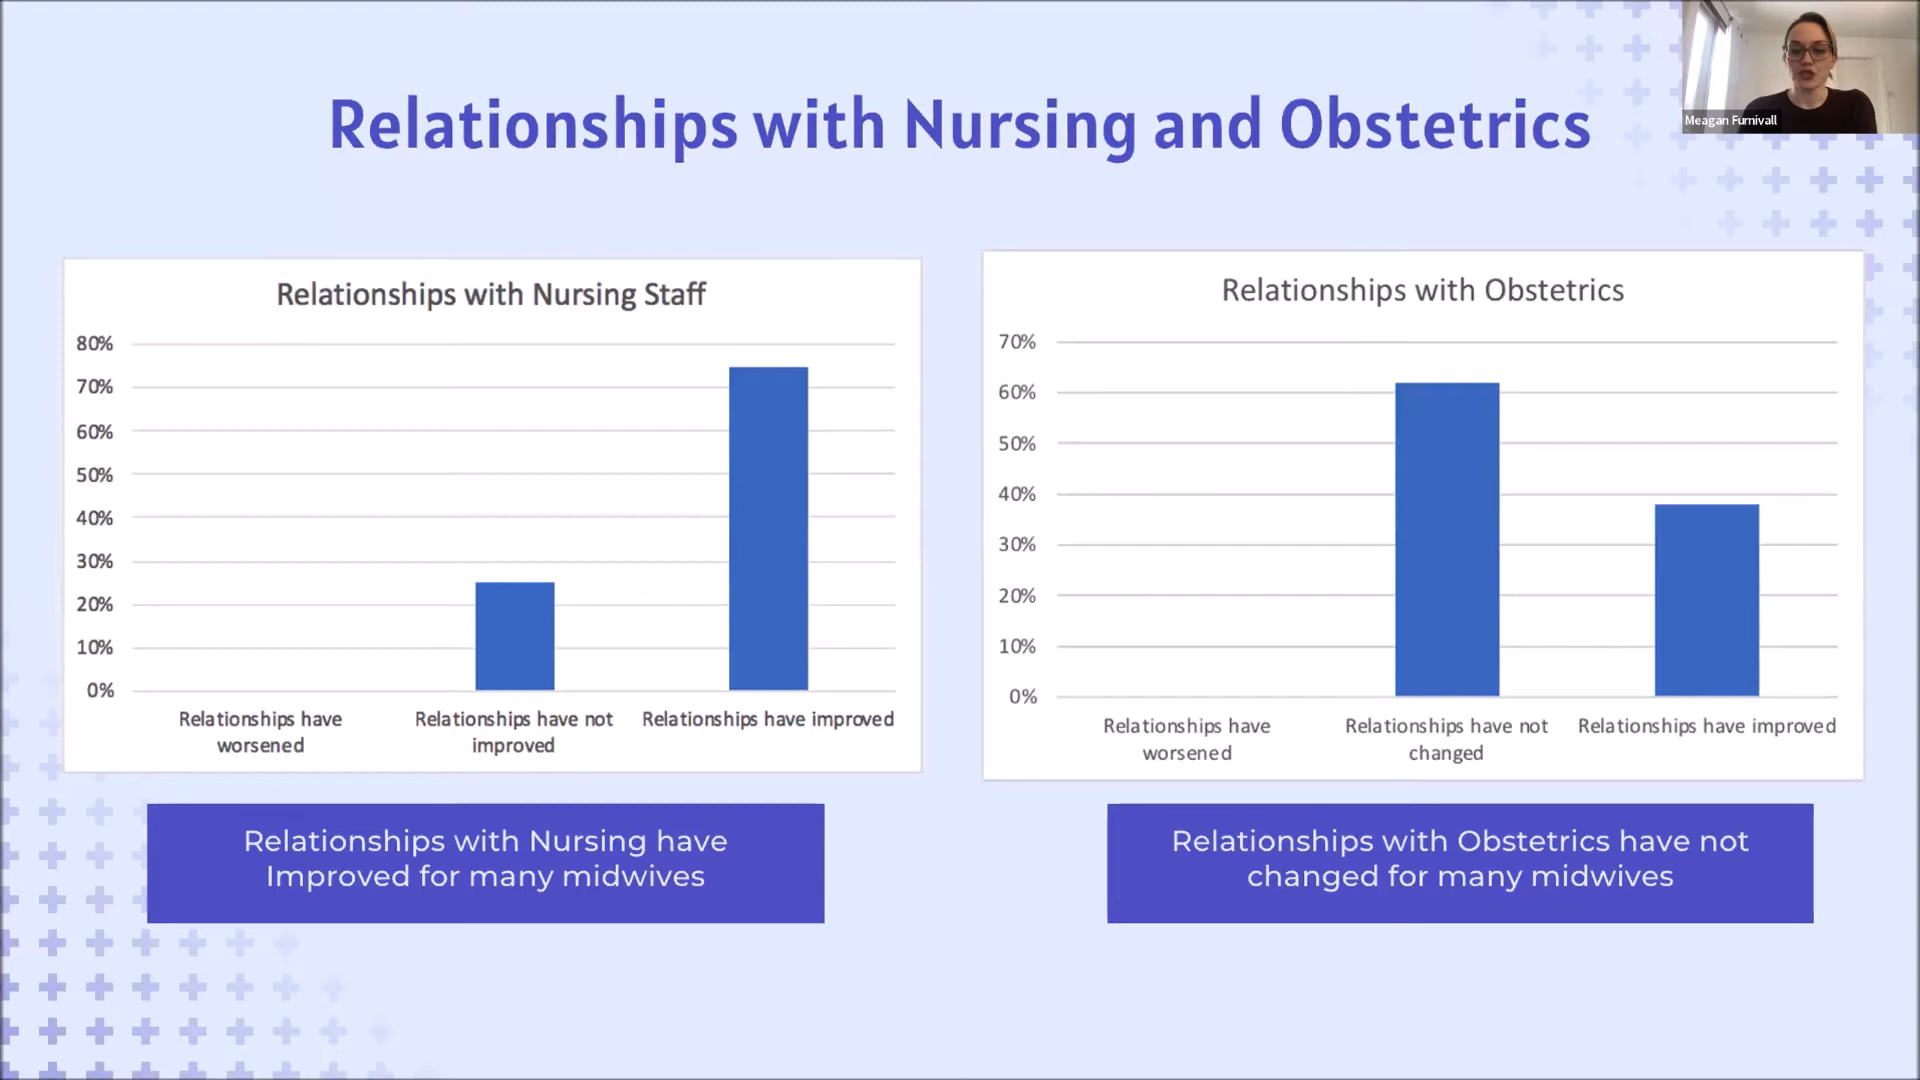 Relationships with Nursing and Obstetrics
Meagan Furnivall
Relationships with Nursing Staff
80%
70%
60%
50%
40%
30%
20%
10%
0%
Relationships have
worsened
Relationships have not
improved
Relationships have improved
Relationships with Obstetrics
70%
60%
50%
40%
30%
20%
10%
0%
Relationships have
worsened
Relationships have not
changed
Relationships have improved
Relationships with Nursing have
Improved for many midwives
Relationships with Obstetrics have not
changed for many midwives